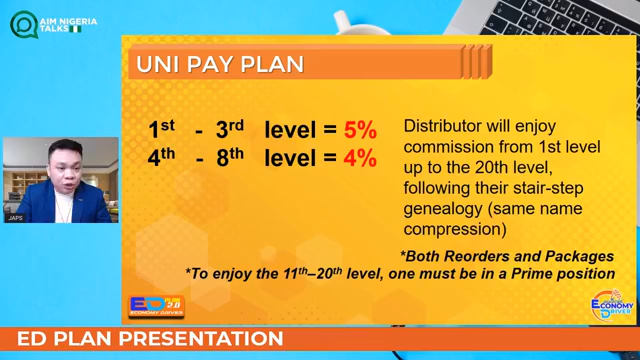 AIM NIGERIA
TALKS
UNI PAY PLAN
1st - 3rd level = 5%
4th - 8th level = 4%
Distributor will enjoy
commission from 1st level
up to the 20th level,
following their stair-step
genealogy (same name
compression)
*Both Reorders and Packages
*To enjoy the 11th–20th level, one must be in a Prime position
JAPS
ED PLAN 2.0
ECONOMY DRIVER
ECONOMY
DRIVER
ED PLAN PRESENTATION